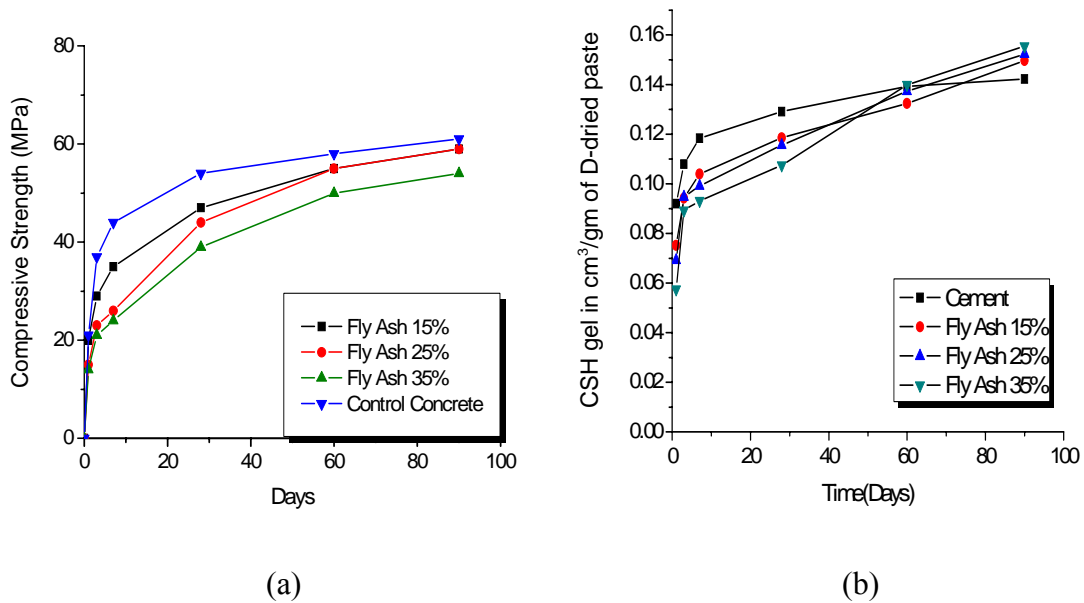 Compressive Strength (MPa)
80
60
40
20
0
0 20 40 60 80 100
Days
Fly Ash 15%
Fly Ash 25%
Fly Ash 35%
Control Concrete
(a)
CSH gel in cm³/gm of D-dried paste
0.16
0.14
0.12
0.10
0.08
0.06
0.04
0.02
0.00
0 20 40 60 80 100
Time(Days)
Cement
Fly Ash 15%
Fly Ash 25%
Fly Ash 35%
(b)